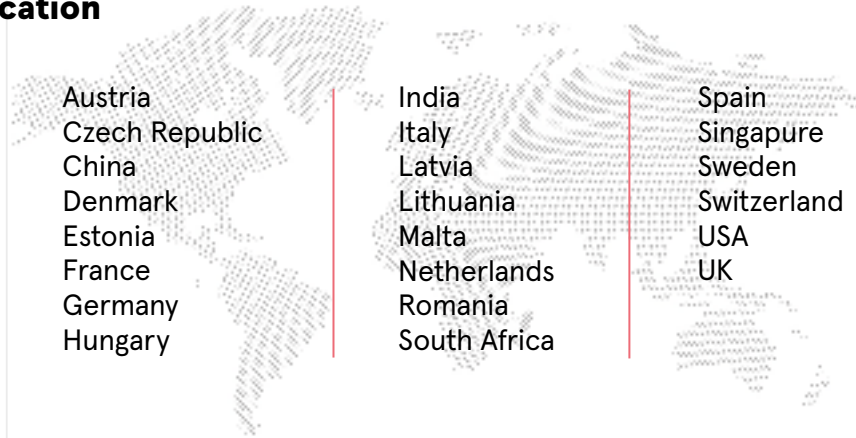 cation
Austria
Czech Republic
China
Denmark
Estonia
France
Germany
Hungary
India
Italy
Latvia
Lithuania
Malta
Netherlands
Romania
South Africa
Spain
Singapure
Sweden
Switzerland
USA
UK